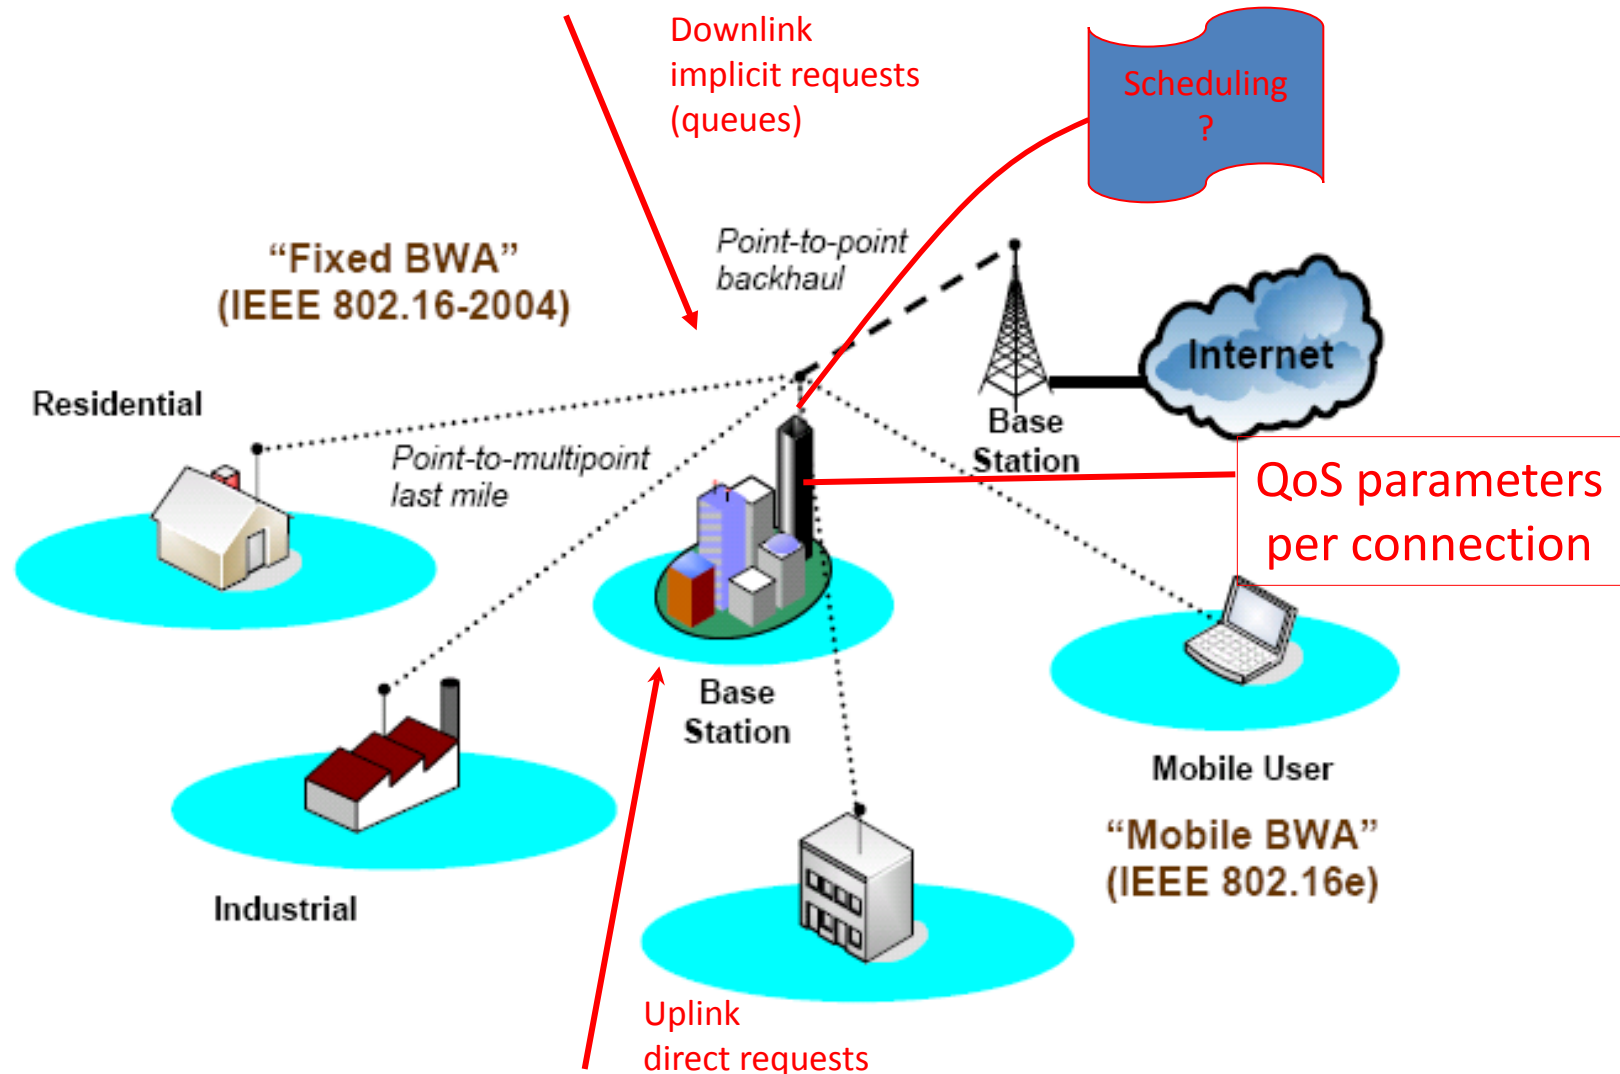 Downlink
implicit requests
(queues)
Scheduling
?
“Fixed BWA”
(IEEE 802.16-2004)
Point-to-point
backhaul
Internet
Residential
Base
Station
Point-to-multipoint
last mile
QoS parameters
per connection
Base
Station
Mobile User
“Mobile BWA”
(IEEE 802.16e)
Industrial
Uplink
direct requests